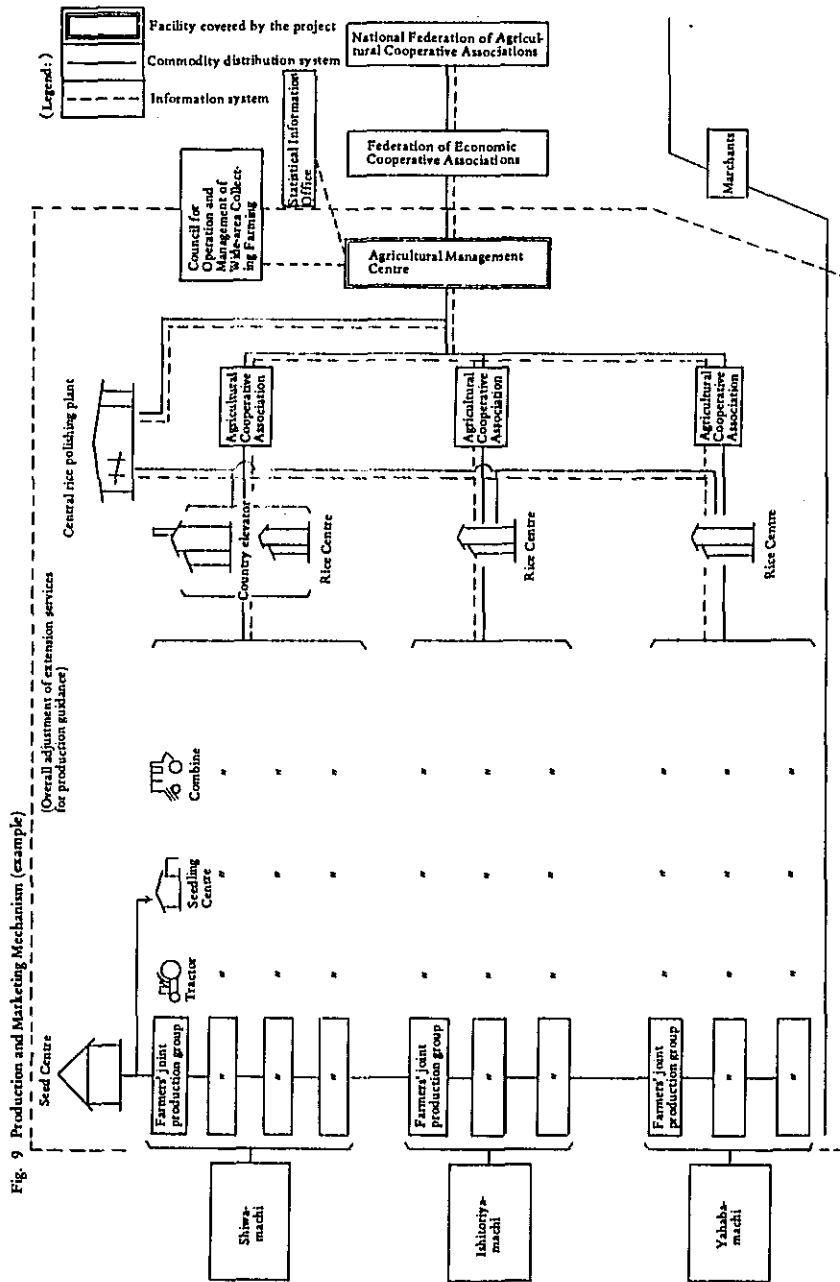 Fig. 9 Production and Marketing Mechanism (example)
(Legend: )
Facility covered by the project
Commodity distribution system
Information system
National Federation of Agricul-
tural Cooperative Associations
Federation of Economic
Cooperative Associations
Statistical Information
Office
Council for
Operation and
Management of
Wide-area Collect-
ing Farming
Agricultural Management
Centre
Merchants
Central rice polishing plant
Agricultural
Cooperative
Association
Agricultural
Cooperative
Association
Agricultural
Cooperative
Association
Country elevator
Rice Centre
Rice Centre
Rice Centre
(Overall adjustment of extension services
for production guidance)
Seed Centre
Tractor
Seedling
Centre
Combine
" " "
" " "
" " "
" " "
" " "
" " "
" " "
" " "
Farmers' joint
production group
"
"
Farmers' joint
production group
"
"
Farmers' joint
production group
"
"
Shiwa-
machi
Ishitoriya-
machi
Yahaba-
machi